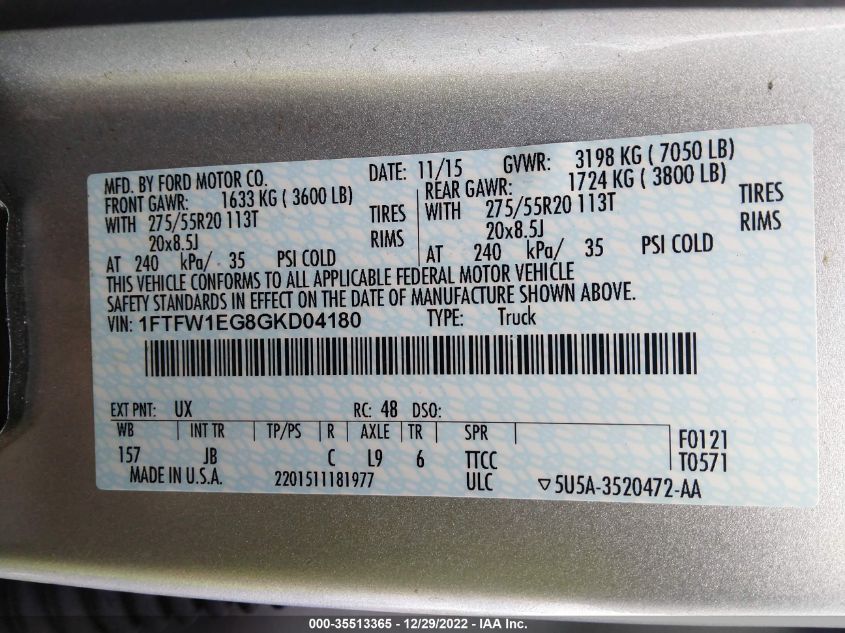 MFD. BY FORD MOTOR CO. DATE: 11/15 GVWR: 3198 KG ( 7050 LB)
FRONT GAWR: 1633 KG ( 3600 LB) REAR GAWR: 1724 KG ( 3800 LB)
WITH 275/55R20 113T TIRES WITH 275/55R20 113T TIRES
20x8.5J RIMS 20x8.5J RIMS
AT 240 kPa/ 35 PSI COLD AT 240 kPa/ 35 PSI COLD
THIS VEHICLE CONFORMS TO ALL APPLICABLE FEDERAL MOTOR VEHICLE
SAFETY STANDARDS IN EFFECT ON THE DATE OF MANUFACTURE SHOWN ABOVE.
VIN: 1FTFW1EG8GKD04180 TYPE: Truck
EXT PNT: UX RC: 48 DSO:
WB INT TR TP/PS R AXLE TR SPR F0121
157 JB C L9 6 TTCC T0571
MADE IN U.S.A. 2201511181977 ULC ▽5U5A-3520472-AA
000-35513365 - 12/29/2022 - IAA Inc.